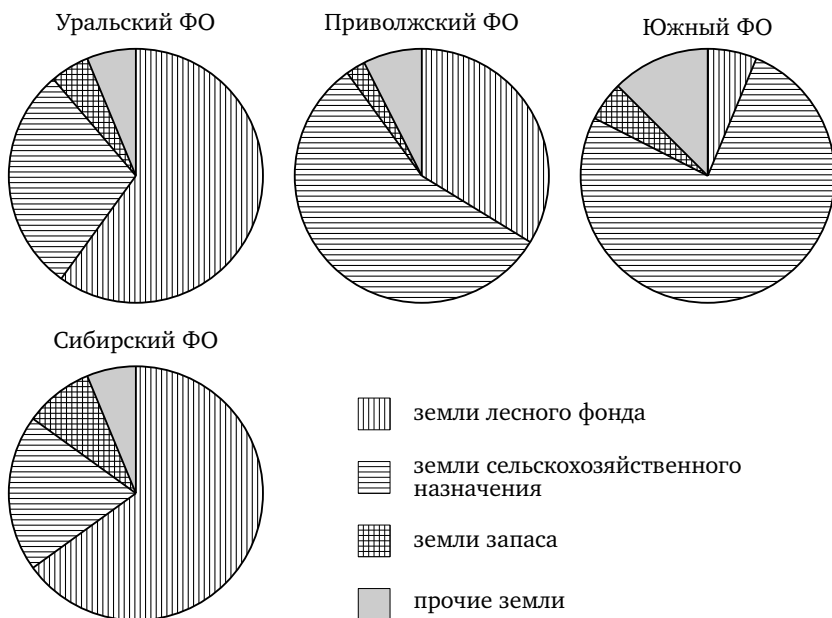 Уральский ФО
Приволжский ФО
Южный ФО
Сибирский ФО
земли лесного фонда
земли сельскохозяйственного
назначения
земли запаса
прочие земли